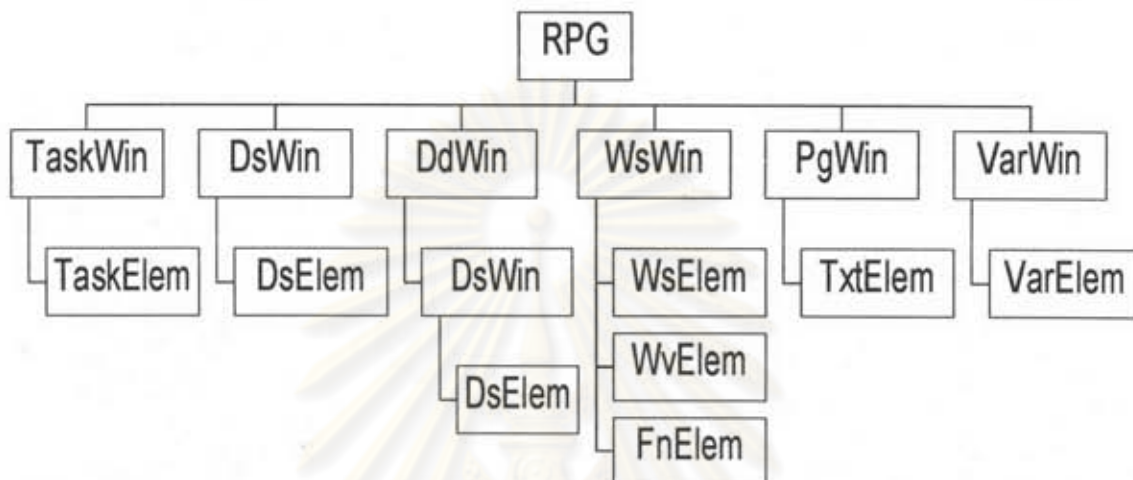 RPG
TaskWin DsWin DdWin WsWin PgWin VarWin
TaskElem DsElem DsWin WsElem TxtElem VarElem
WvElem
DsElem
FnElem